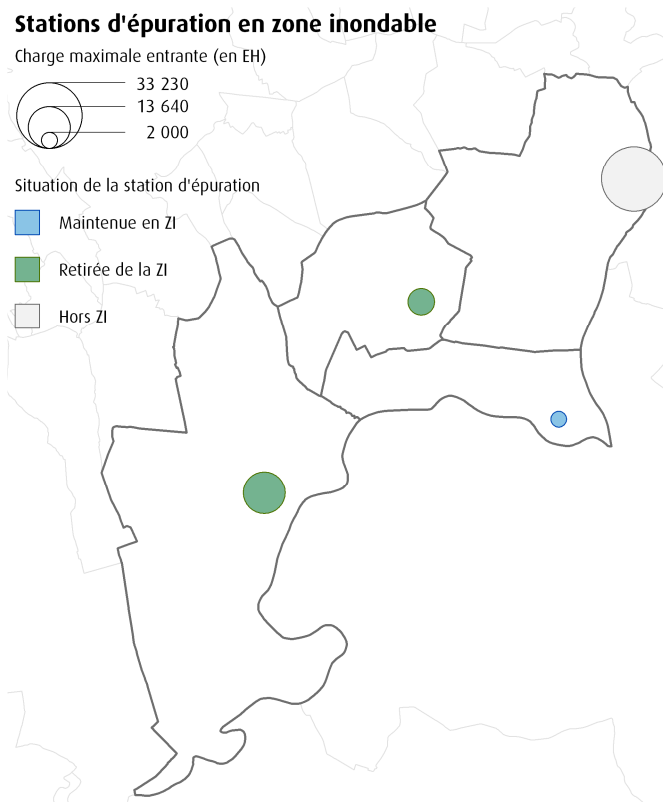 Stations d'épuration en zone inondable
Charge maximale entrante (en EH)
33 230
13 640
2 000
Situation de la station d'épuration
Maintenue en ZI
Retirée de la ZI
Hors ZI